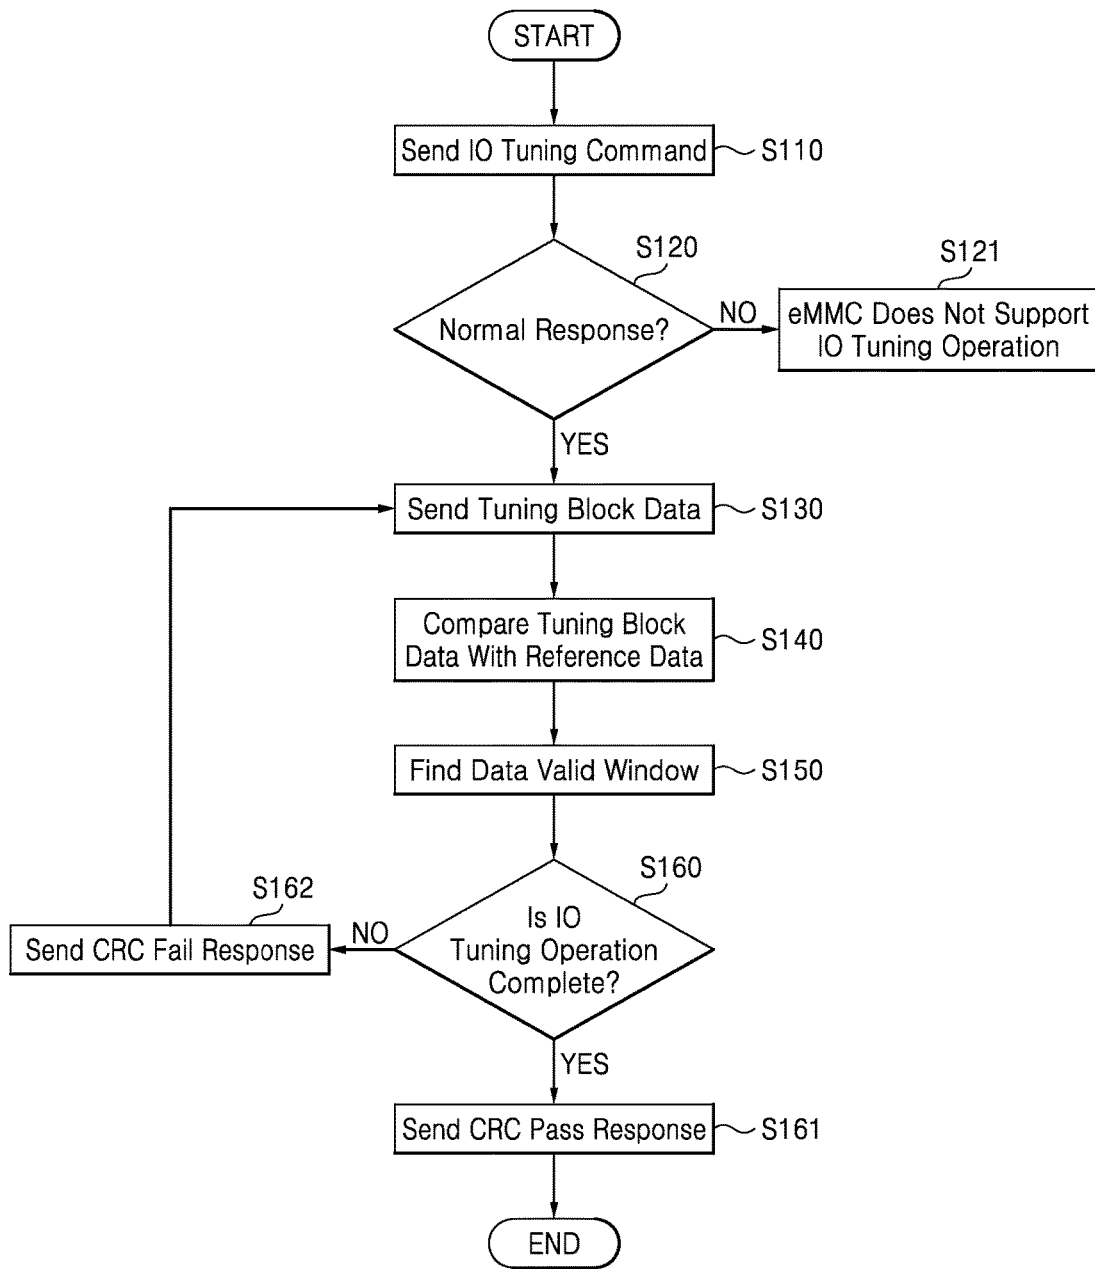 START
Send IO Tuning Command
S110
S120
Normal Response?
NO
S121
eMMC Does Not Support
IO Tuning Operation
YES
Send Tuning Block Data
S130
Compare Tuning Block
Data With Reference Data
S140
Find Data Valid Window
S150
S160
Is IO
Tuning Operation
Complete?
NO
S162
Send CRC Fail Response
YES
Send CRC Pass Response
S161
END